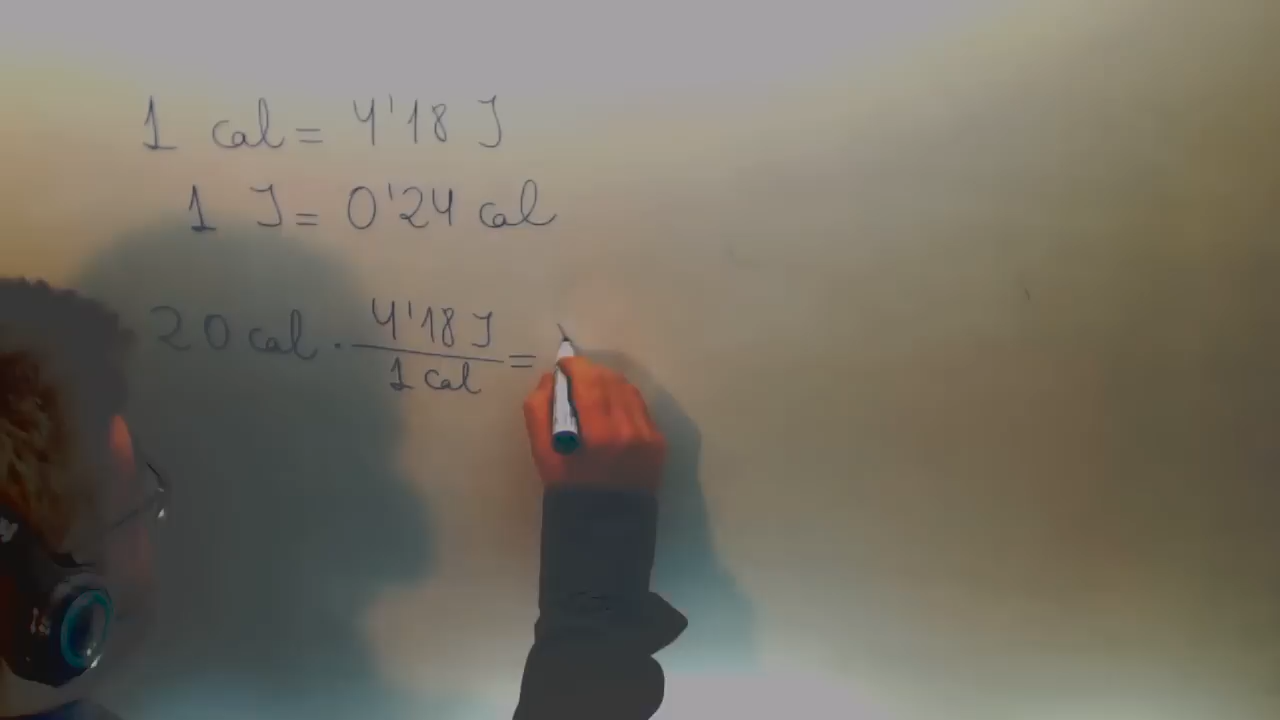 1 cal = 4'18 J
1 J = 0'24 cal
20 cal · 4'18 J / 1 cal =